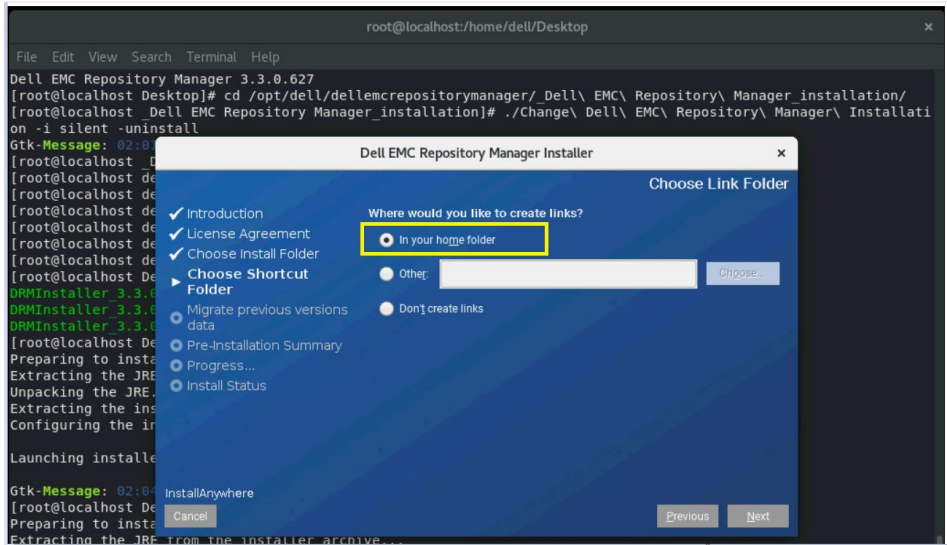 root@localhost:/home/dell/Desktop
×
File Edit View Search Terminal Help
Dell EMC Repository Manager 3.3.0.627
[root@localhost Desktop]# cd /opt/dell/dellemcrepositorymanager/_Dell\ EMC\ Repository\ Manager_installation/
[root@localhost _Dell EMC Repository Manager_installation]# ./Change\ Dell\ EMC\ Repository\ Manager\ Installati
on -i silent -uninstall
Gtk-Message: 02:01
[root@localhost _D
[root@localhost de
[root@localhost de
[root@localhost de
[root@localhost de
[root@localhost de
[root@localhost de
[root@localhost De
DRMInstaller_3.3.0
DRMInstaller_3.3.0
DRMInstaller_3.3.0
[root@localhost De
Preparing to insta
Extracting the JRE
Unpacking the JRE.
Extracting the ins
Configuring the in
Launching installe
Gtk-Message: 02:04
[root@localhost De
Preparing to insta
Extracting the JRE from the installer archive...
Dell EMC Repository Manager Installer
×
Choose Link Folder
Introduction
License Agreement
Choose Install Folder
Choose Shortcut
Folder
Migrate previous versions
data
Pre-Installation Summary
Progress...
Install Status
Where would you like to create links?
In your home folder
Other:
Choose...
Don't create links
InstallAnywhere
Cancel
Previous
Next